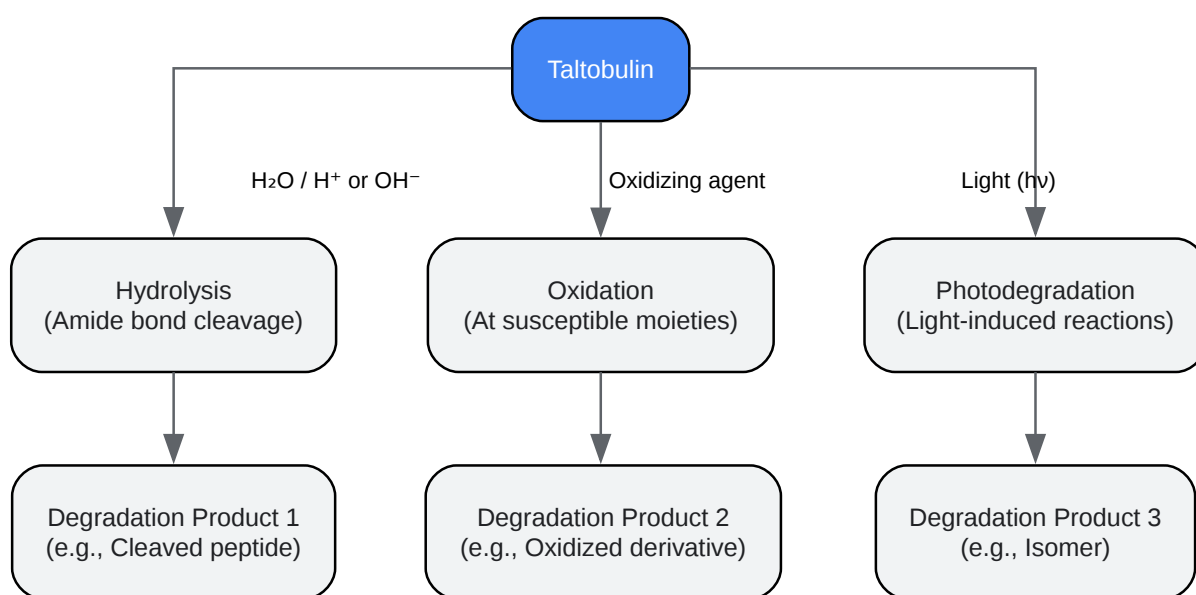 Taltobulin
H₂O / H⁺ or OH⁻
Oxidizing agent
Light (hν)
Hydrolysis
(Amide bond cleavage)
Oxidation
(At susceptible moieties)
Photodegradation
(Light-induced reactions)
Degradation Product 1
(e.g., Cleaved peptide)
Degradation Product 2
(e.g., Oxidized derivative)
Degradation Product 3
(e.g., Isomer)